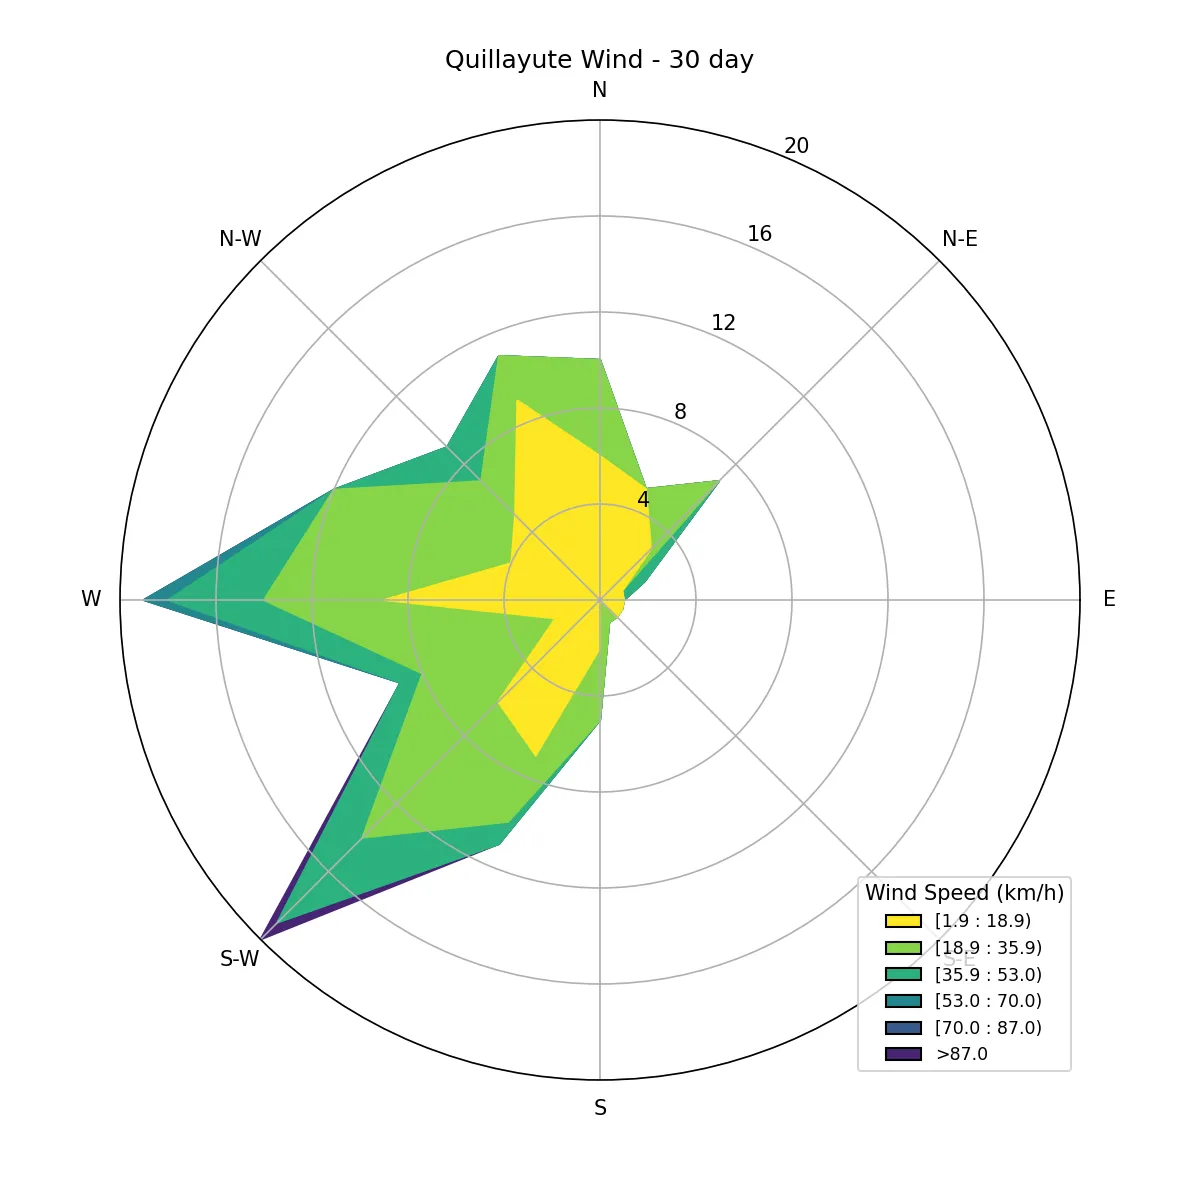 Quillayute Wind - 30 day
N
20
N-W
16
N-E
12
8
4
W
E
S-W
S-E
S
Wind Speed (km/h)
[1.9 : 18.9)
[18.9 : 35.9)
[35.9 : 53.0)
[53.0 : 70.0)
[70.0 : 87.0)
>87.0